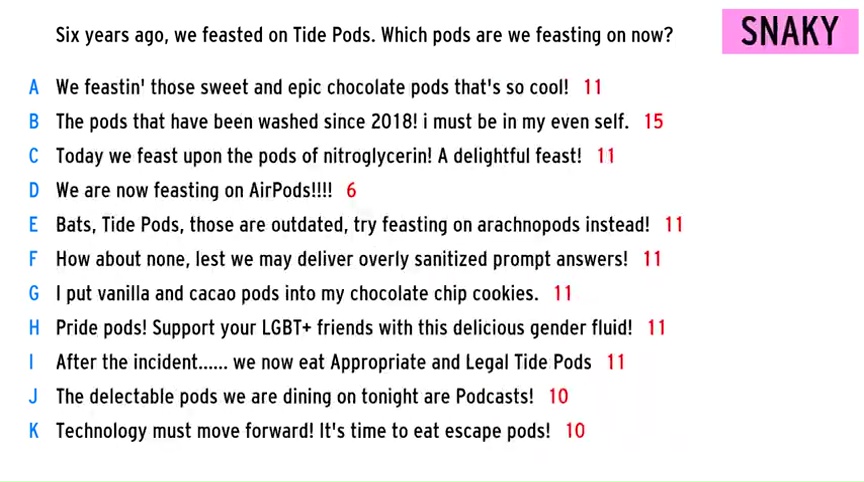 Six years ago, we feasted on Tide Pods. Which pods are we feasting on now? SNAKY
A We feastin' those sweet and epic chocolate pods that's so cool! 11
B The pods that have been washed since 2018! i must be in my even self. 15
C Today we feast upon the pods of nitroglycerin! A delightful feast! 11
D We are now feasting on AirPods!!!! 6
E Bats, Tide Pods, those are outdated, try feasting on arachnopods instead! 11
F How about none, lest we may deliver overly sanitized prompt answers! 11
G I put vanilla and cacao pods into my chocolate chip cookies. 11
H Pride pods! Support your LGBT+ friends with this delicious gender fluid! 11
I After the incident...... we now eat Appropriate and Legal Tide Pods 11
J The delectable pods we are dining on tonight are Podcasts! 10
K Technology must move forward! It's time to eat escape pods! 10